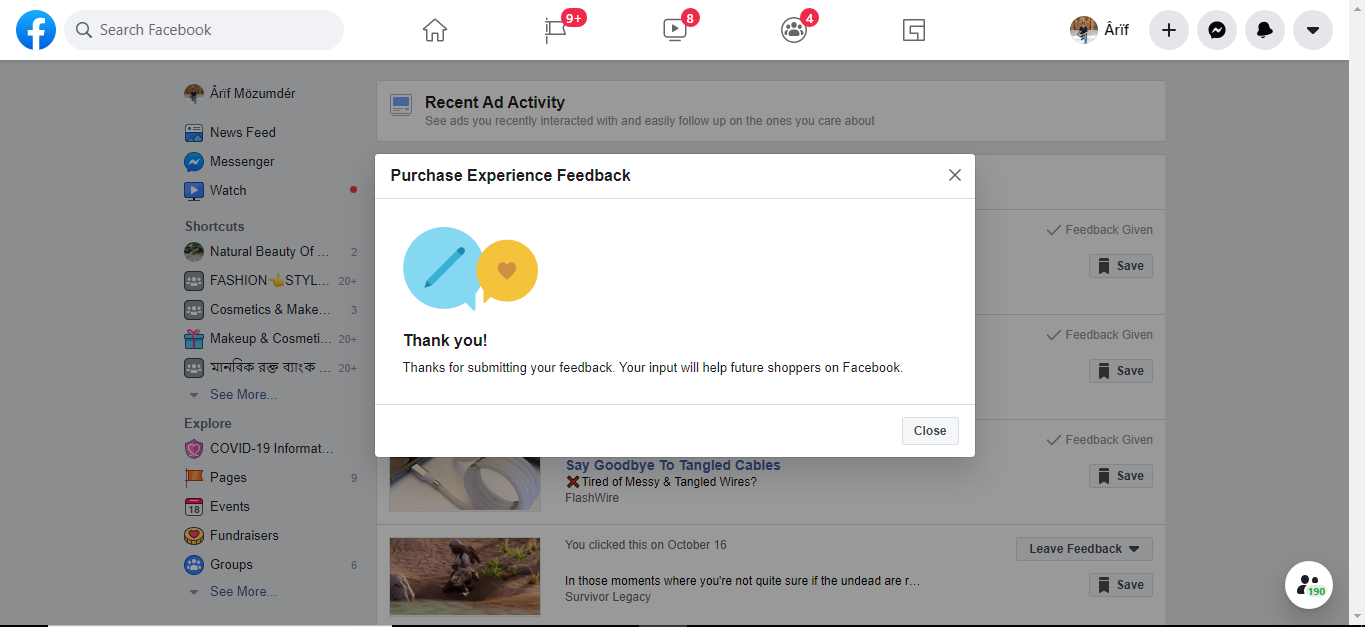 Search Facebook
9+
8
4
Ârïf
Ârïf Mözumdér
News Feed
Messenger
Watch
Shortcuts
Natural Beauty Of ... 2
FASHION👈STYL... 20+
Cosmetics & Make... 3
Makeup & Cosmeti... 20+
মানবিক রক্ত ব্যাংক ... 20+
See More...
Explore
COVID-19 Informat...
Pages 9
18 Events
Fundraisers
Groups 6
See More...
Recent Ad Activity
See ads you recently interacted with and easily follow up on the ones you care about
Purchase Experience Feedback
Thank you!
Thanks for submitting your feedback. Your input will help future shoppers on Facebook.
Close
Feedback Given
Save
Feedback Given
Save
Feedback Given
Say Goodbye To Tangled Cables
❌Tired of Messy & Tangled Wires?
FlashWire
Save
You clicked this on October 16
Leave Feedback
In those moments where you're not quite sure if the undead are r...
Survivor Legacy
Save
190